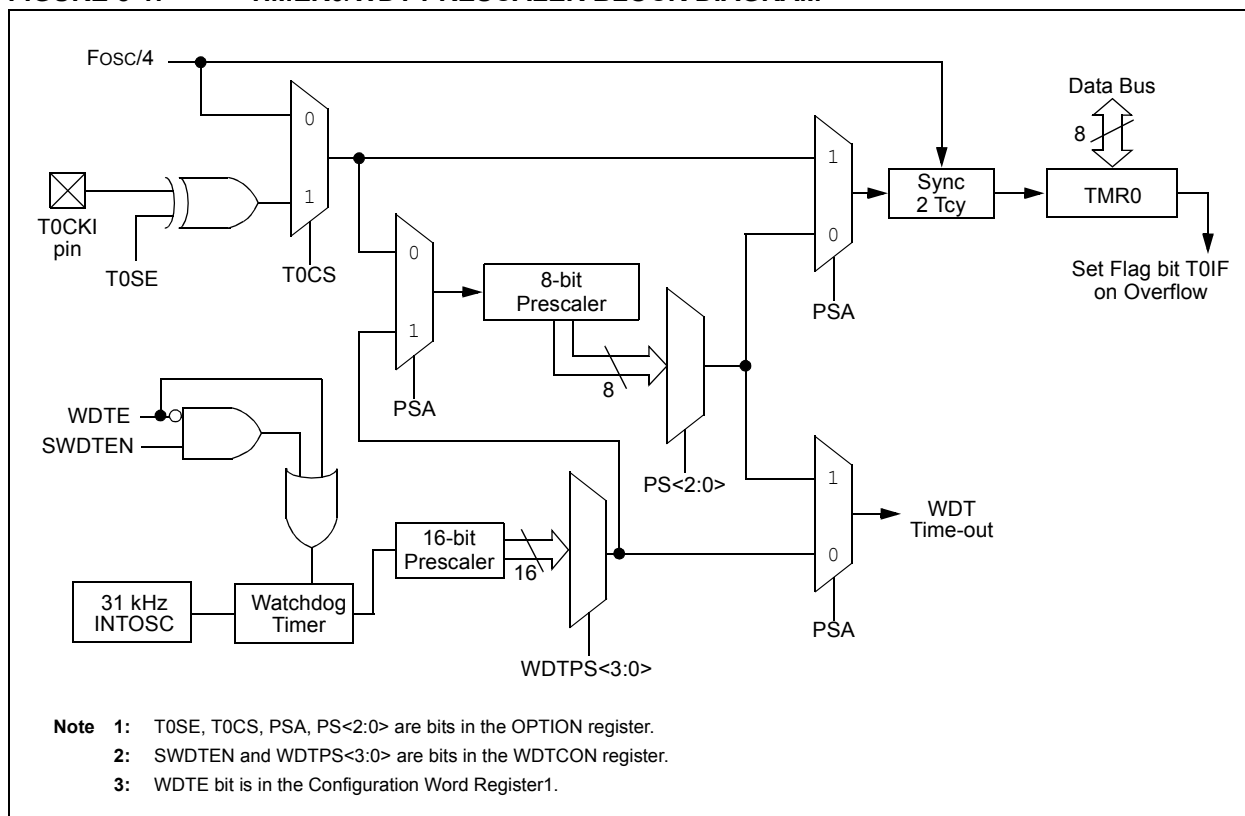 FOSC/4
Data Bus
8
0
1
T0CKI
pin
T0SE
T0CS
1
0
PSA
Sync
2 TCY
TMR0
Set Flag bit T0IF
on Overflow
0
1
PSA
8-bit
Prescaler
8
PS<2:0>
WDTE
SWDTEN
1
0
PSA
WDT
Time-out
31 kHz
INTOSC
Watchdog
Timer
16-bit
Prescaler
16
WDTPS<3:0>
Note 1: T0SE, T0CS, PSA, PS<2:0> are bits in the OPTION register.
2: SWDTEN and WDTPS<3:0> are bits in the WDTCON register.
3: WDTE bit is in the Configuration Word Register1.